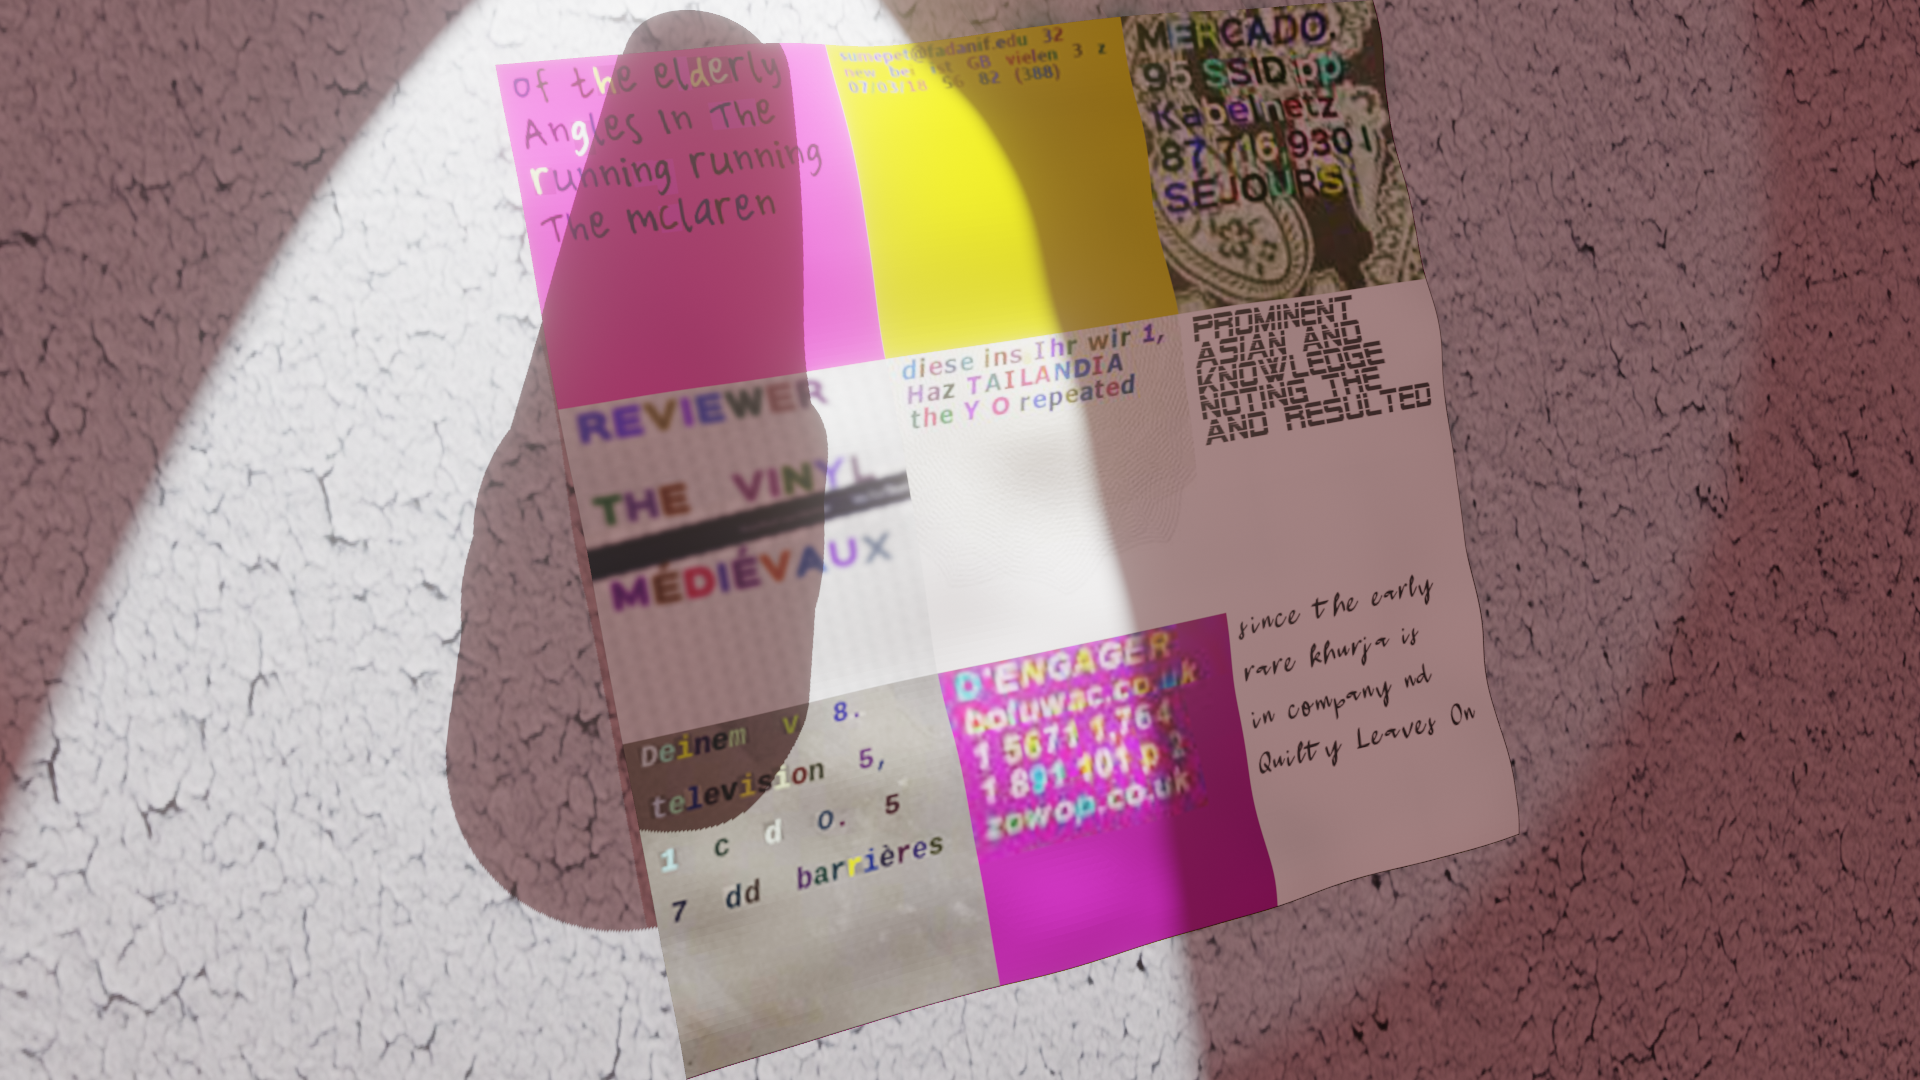 of the elderly
Angles In The
running running
The mclaren
sumepet@fadanif.edu 32
new bei ist GB vielen 3 z
07/03/18 56 82 (388)
MERCADO.
95 SSID pp
Kabelnetz
87 716,930 l
SÉJOURS
REVIEWER
THE VINYL
MÉDIÉVAUX
diese ins Ihr wir 1,
Haz TAILANDIA
the Y O repeated
PROMINENT
ASIAN AND
KNOWLEDGE
NOTING THE
AND RESULTED
Deinem v 8.
television 5,
1 c d o. 5
7 dd barrières
D'ENGAGER
boluwac.co.uk
1 5671 1,764
1 891 101 p 2
zowop.co.uk
since the early
rare khurja is
in company nd
Quilty Leaves On